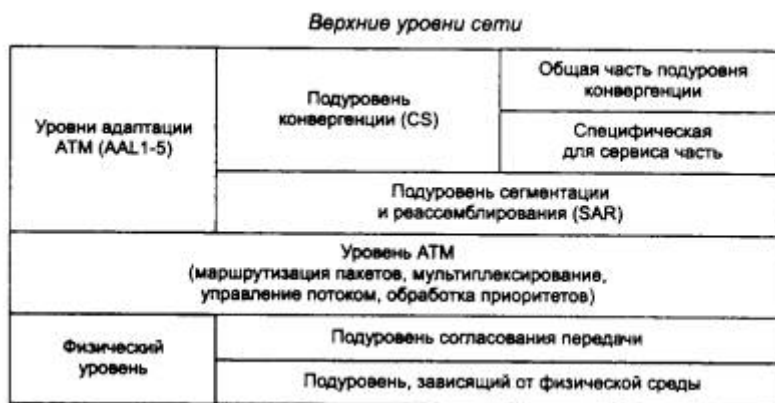 Верхние уровни сети
Уровни адаптации
АТМ (AAL1-5)
Подуровень
конвергенции (CS)
Общая часть подуровня
конвергенции
Специфическая
для сервиса часть
Подуровень сегментации
и реассемблирования (SAR)
Уровень АТМ
(маршрутизация пакетов, мультиплексирование,
управление потоком, обработка приоритетов)
Физический
уровень
Подуровень согласования передачи
Подуровень, зависящий от физической среды